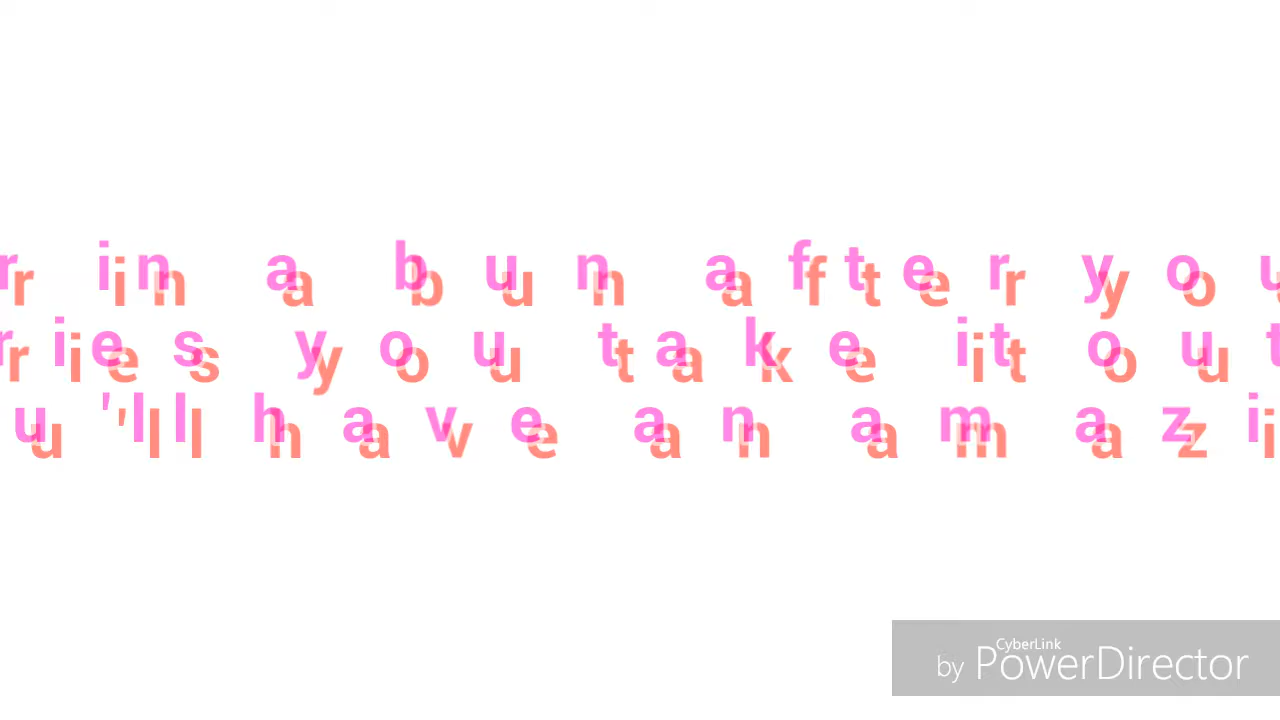 r in a bun after you
ries you take it out
u'll have an amazi
CyberLink
by PowerDirector